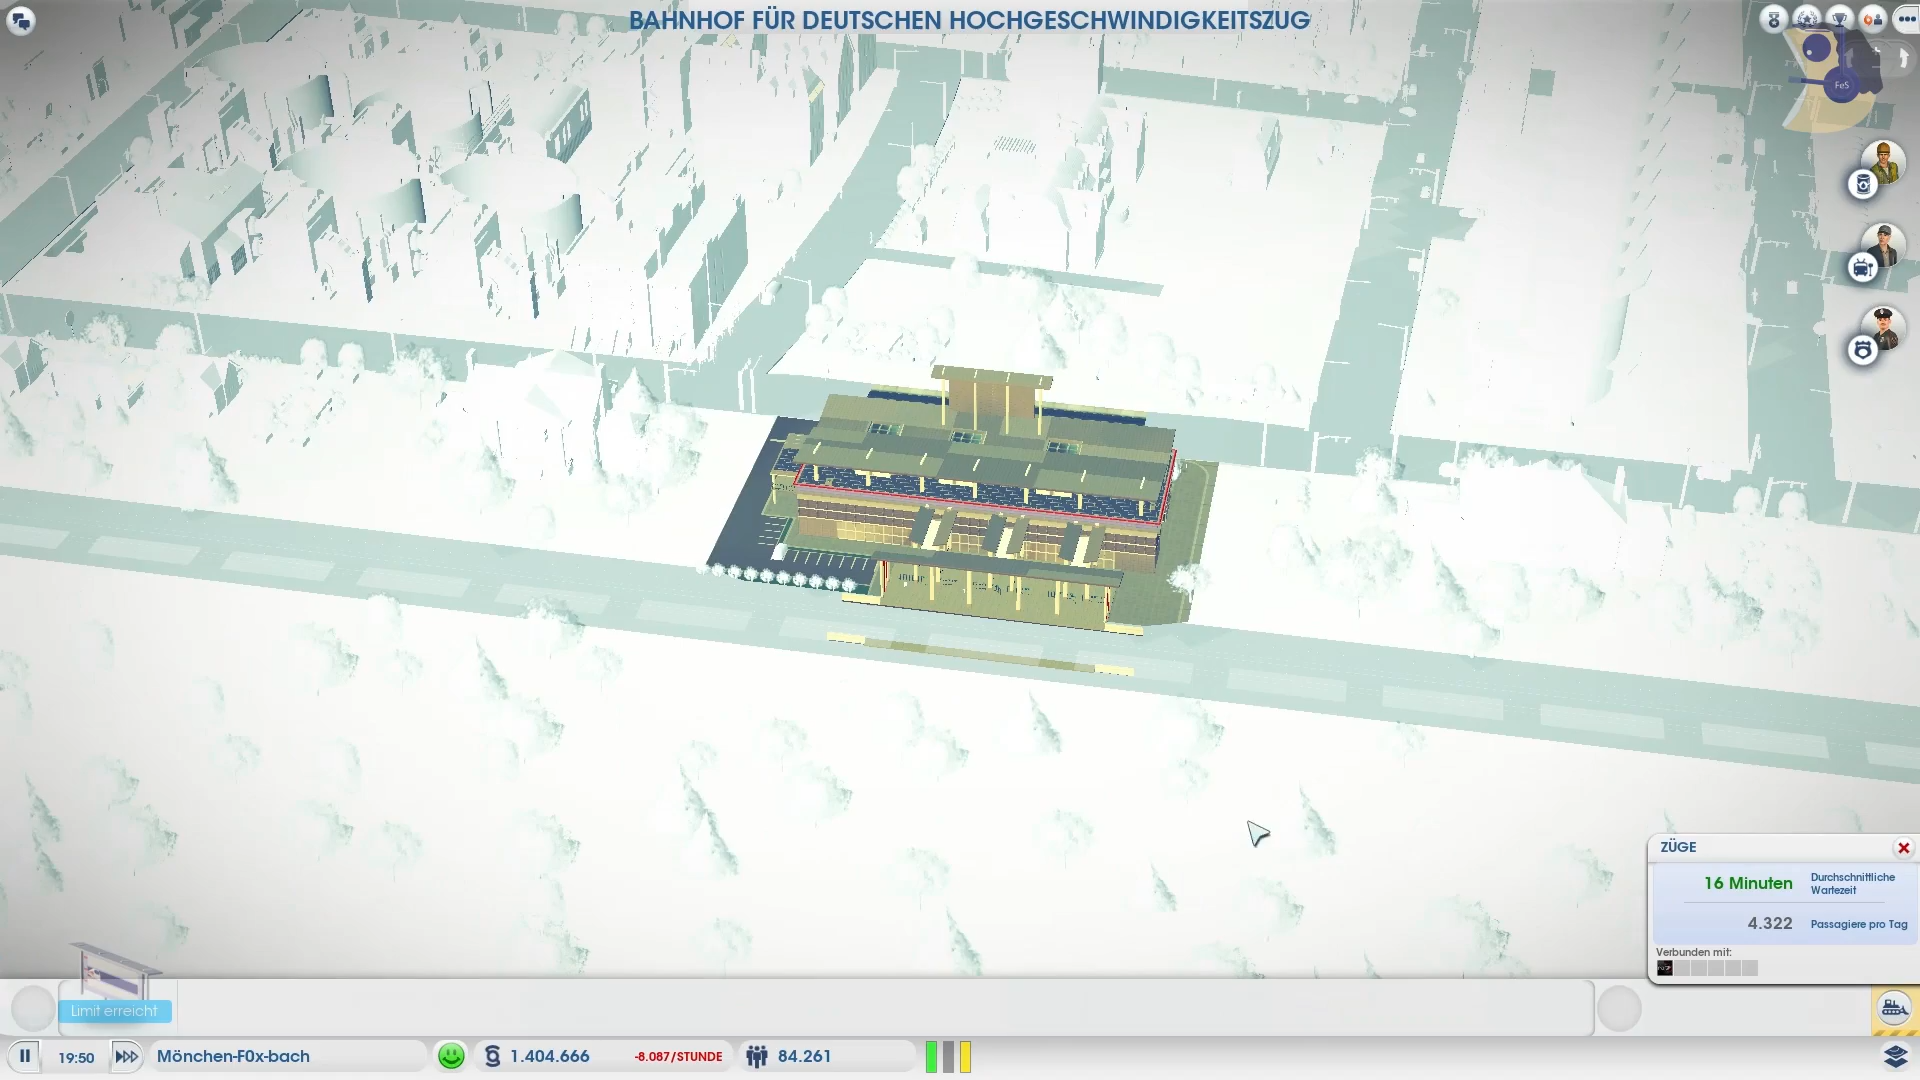 BAHNHOF FÜR DEUTSCHEN HOCHGESCHWINDIGKEITSZUG
FeS
ZÜGE
16 Minuten
Durchschnittliche
Wartezeit
4.322
Passagiere pro Tag
Verbunden mit:
Limit erreicht
19:50
Mönchen-F0x-bach
1.404.666
-8.087/STUNDE
84.261